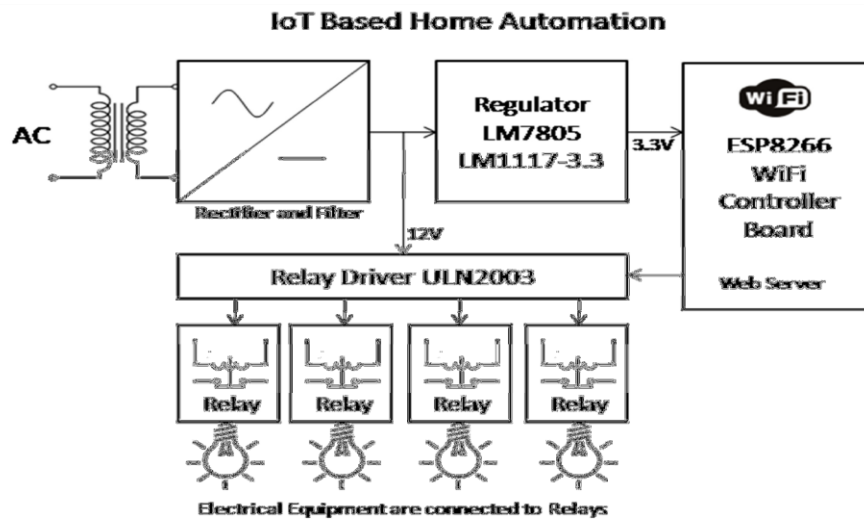 IoT Based Home Automation
AC
Rectifier and Filter
Regulator
LM7805
LM1117-3.3
3.3V
WiFi
ESP8266
WiFi
Controller
Board
Web Server
12V
Relay Driver ULN2003
Relay
Relay
Relay
Relay
Electrical Equipment are connected to Relays